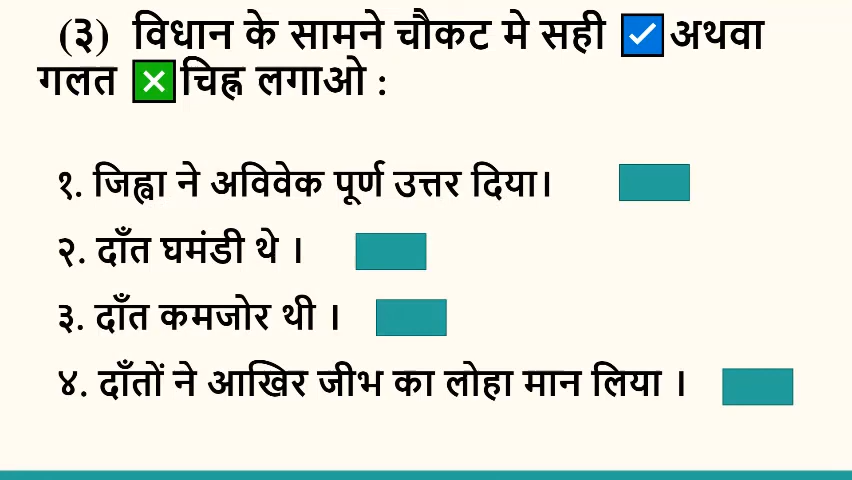 (३) विधान के सामने चौकट मे सही ✓ अथवा
गलत ✕ चिह्न लगाओ :
१. जिह्वा ने अविवेक पूर्ण उत्तर दिया।
२. दाँत घमंडी थे ।
३. दाँत कमजोर थी ।
४. दाँतों ने आखिर जीभ का लोहा मान लिया ।